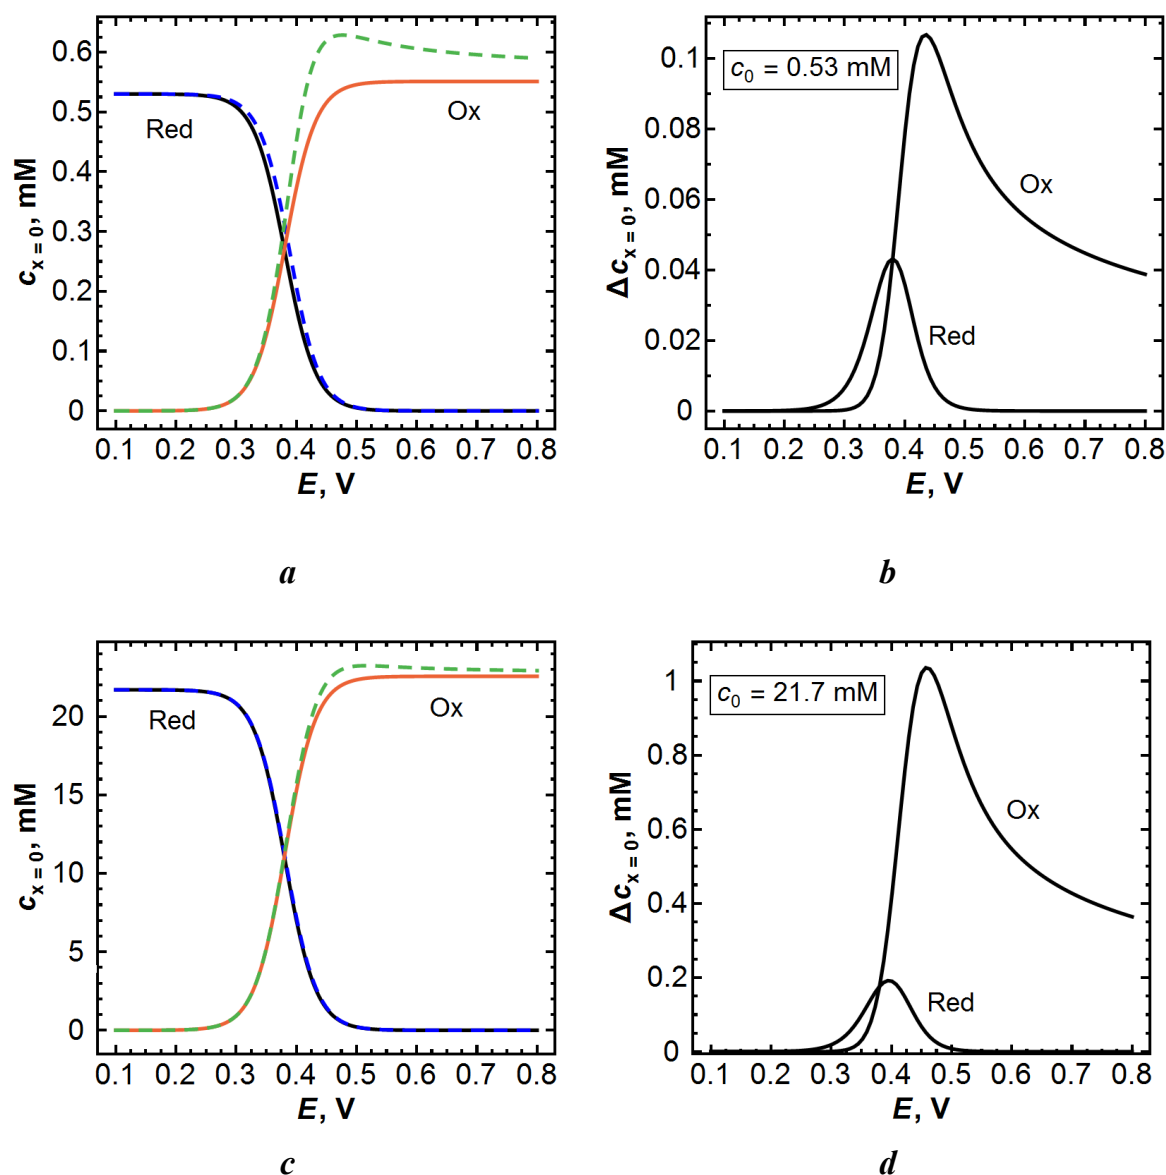 0.6
0.5
0.4
0.3
0.2
0.1
0
c x = 0, mM
Red
Ox
0.1 0.2 0.3 0.4 0.5 0.6 0.7 0.8
E, V
a
0.1
0.08
0.06
0.04
0.02
0
Δc x = 0, mM
c0 = 0.53 mM
Ox
Red
0.1 0.2 0.3 0.4 0.5 0.6 0.7 0.8
E, V
b
20
15
10
5
0
c x = 0, mM
Red
Ox
0.1 0.2 0.3 0.4 0.5 0.6 0.7 0.8
E, V
c
1
0.8
0.6
0.4
0.2
0
Δc x = 0, mM
c0 = 21.7 mM
Ox
Red
0.1 0.2 0.3 0.4 0.5 0.6 0.7 0.8
E, V
d